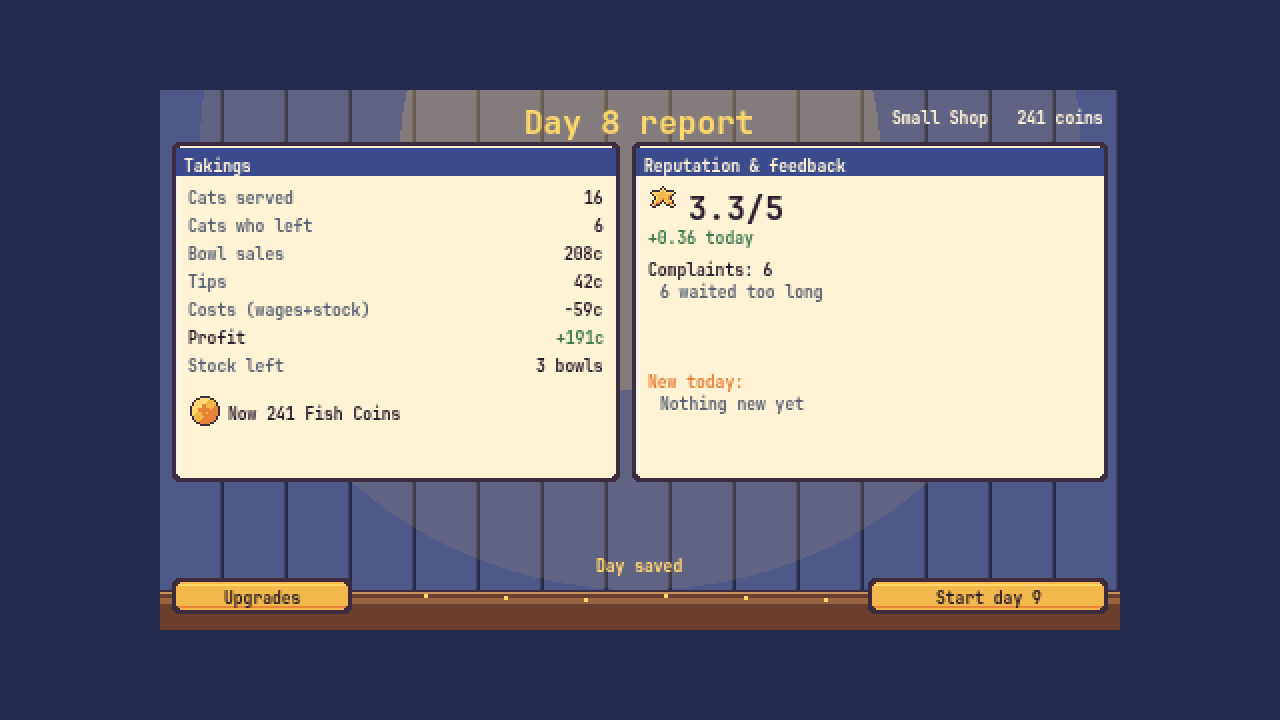 Day 8 report
Small Shop 241 coins
Takings
Cats served 16
Cats who left 6
Bowl sales 208c
Tips 42c
Costs (wages+stock) -59c
Profit +191c
Stock left 3 bowls
Now 241 Fish Coins
Reputation & feedback
3.3/5
+0.36 today
Complaints: 6
6 waited too long
New today:
Nothing new yet
Day saved
Upgrades
Start day 9